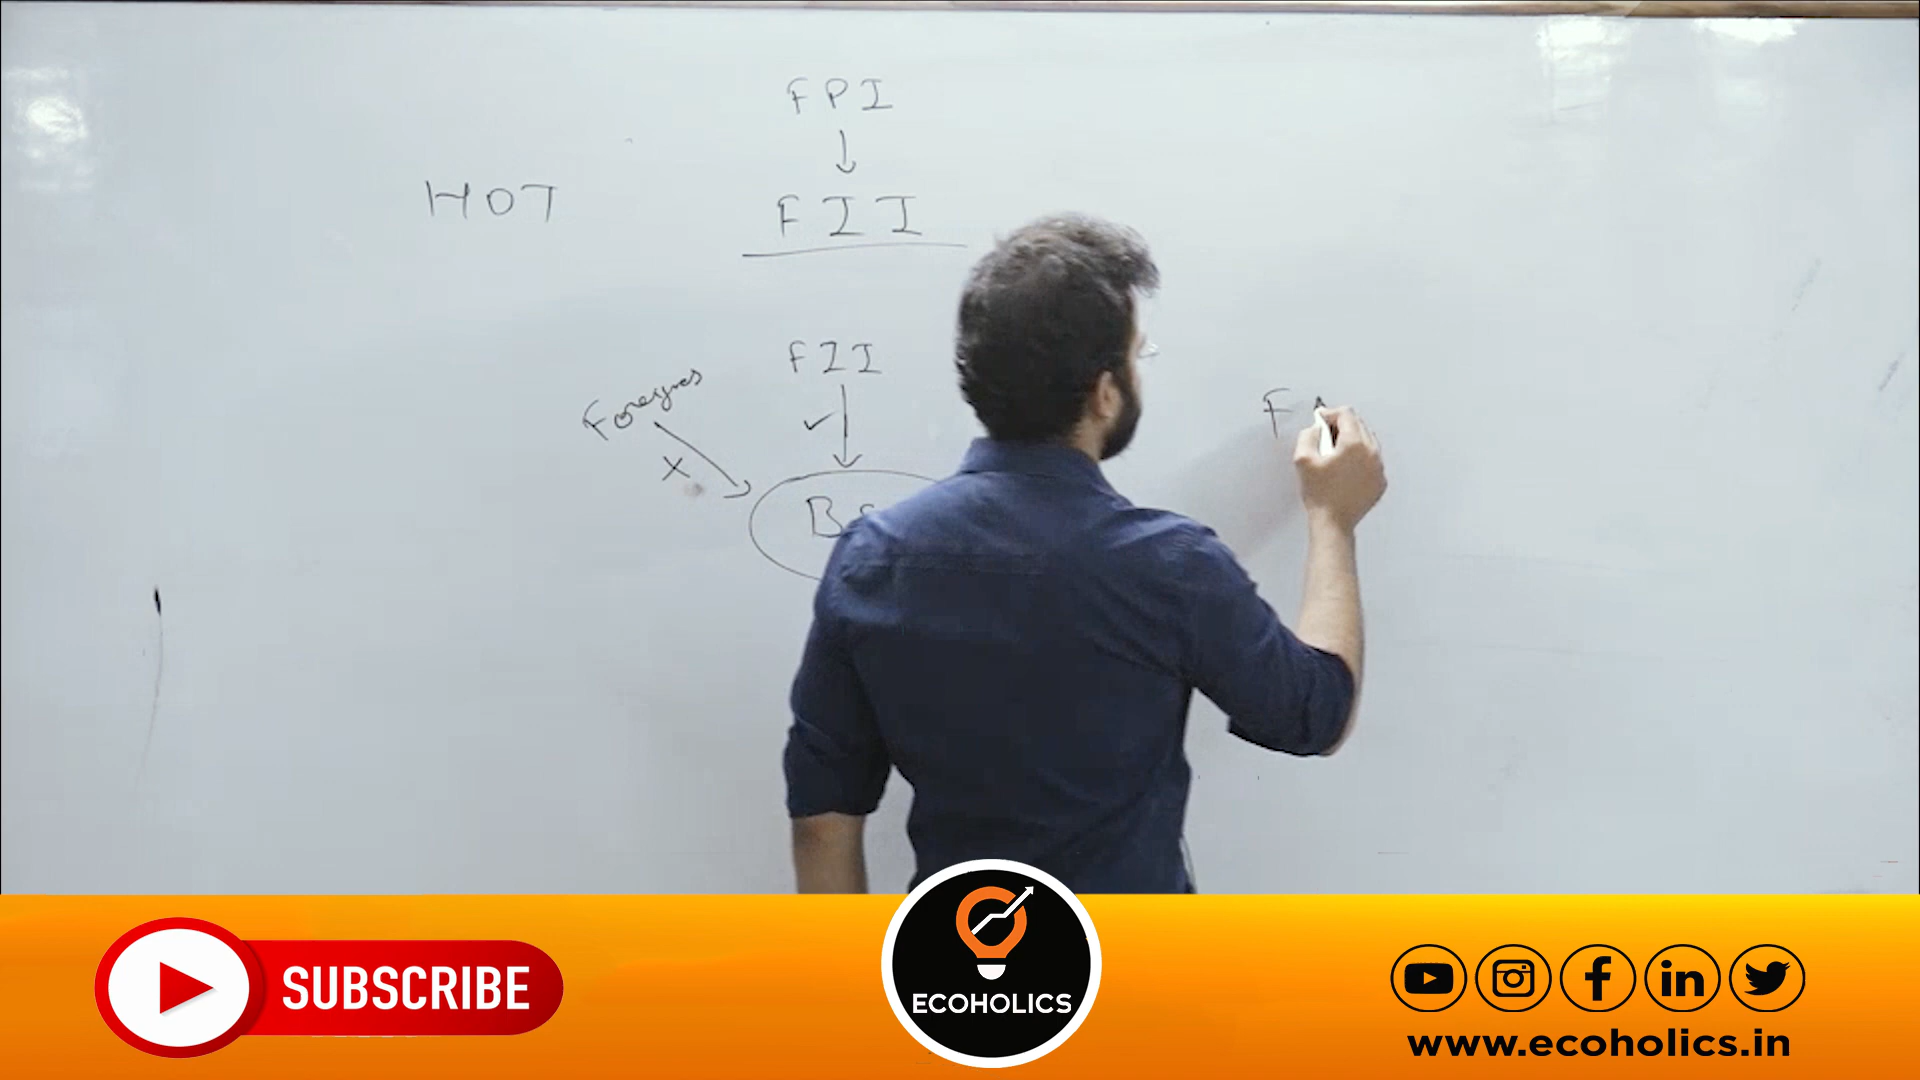 FPI
HOT
FII
FII
Foreigners
F
SUBSCRIBE
ECOHOLICS
www.ecoholics.in